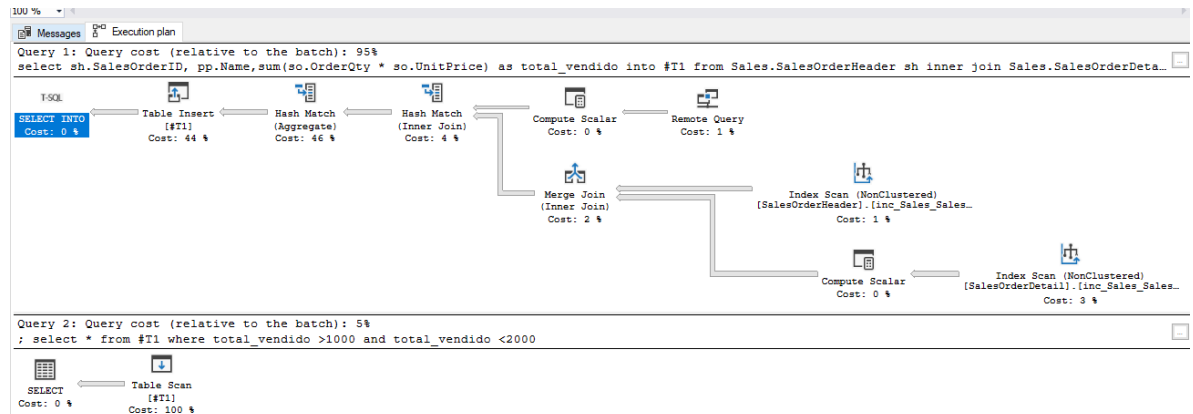 100 %
Messages
Execution plan
Query 1: Query cost (relative to the batch): 95%
select sh.SalesOrderID, pp.Name,sum(so.OrderQty * so.UnitPrice) as total_vendido into #T1 from Sales.SalesOrderHeader sh inner join Sales.SalesOrderDeta…
T-SQL
SELECT INTO
Cost: 0 %
Table Insert
[#T1]
Cost: 44 %
Hash Match
(Aggregate)
Cost: 46 %
Hash Match
(Inner Join)
Cost: 4 %
Compute Scalar
Cost: 0 %
Remote Query
Cost: 1 %
Merge Join
(Inner Join)
Cost: 2 %
Index Scan (NonClustered)
[SalesOrderHeader].[inc_Sales_Sales…
Cost: 1 %
Compute Scalar
Cost: 0 %
Index Scan (NonClustered)
[SalesOrderDetail].[inc_Sales_Sales…
Cost: 3 %
Query 2: Query cost (relative to the batch): 5%
; select * from #T1 where total_vendido >1000 and total_vendido <2000
SELECT
Cost: 0 %
Table Scan
[#T1]
Cost: 100 %